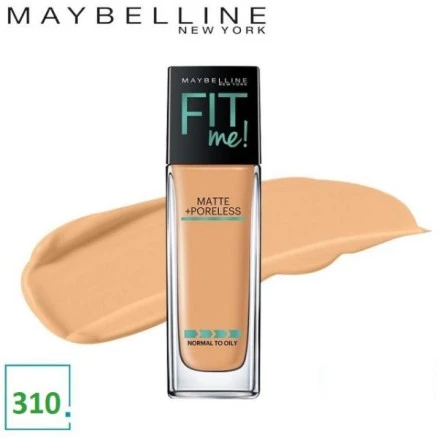 MAYBELLINE
NEW YORK
MAYBELLINE
FIT
me!
MATTE
+PORELESS
NORMAL TO OILY
310